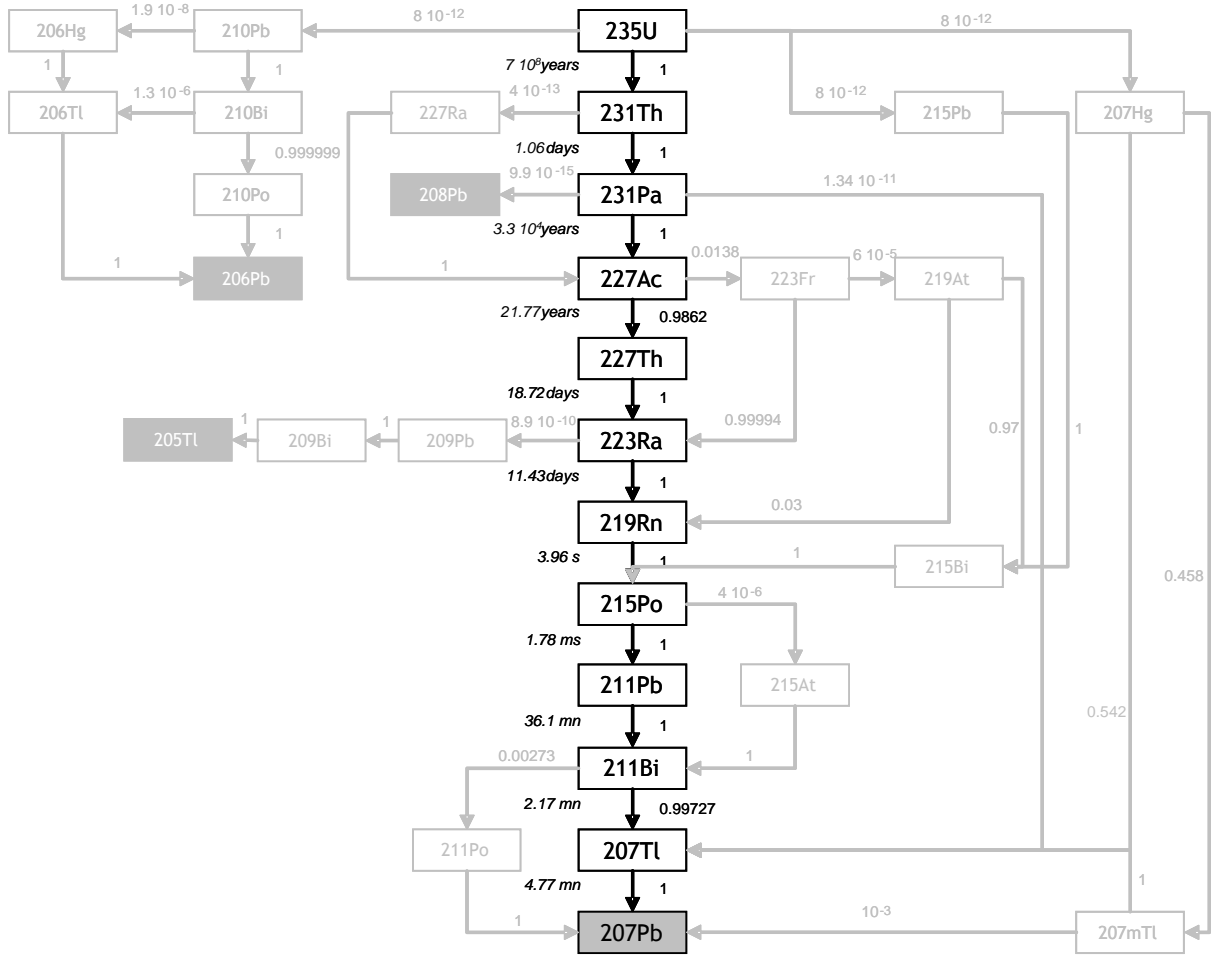 1.9 10⁻⁸
8 10⁻¹²
8 10⁻¹²
206Hg
210Pb
235U
1
1
7 10⁸years
1
4 10⁻¹³
8 10⁻¹²
1.3 10⁻⁶
206Tl
210Bi
227Ra
231Th
215Pb
207Hg
0.999999
1.06days
1
9.9 10⁻¹⁵
1.34 10⁻¹¹
210Po
208Pb
231Pa
1
3.3 10⁴years
1
0.0138
6 10⁻⁵
1
1
206Pb
227Ac
223Fr
219At
21.77years
0.9862
227Th
18.72days
1
0.99994
0.97
1
1
1
8.9 10⁻¹⁰
205Tl
209Bi
209Pb
223Ra
11.43days
1
0.03
219Rn
3.96 s
1
1
215Bi
0.458
4 10⁻⁶
215Po
1.78 ms
1
211Pb
215At
0.542
36.1 mn
1
0.00273
1
211Bi
2.17 mn
0.99727
211Po
207Tl
4.77 mn
1
1
1
10⁻³
207Pb
207mTl